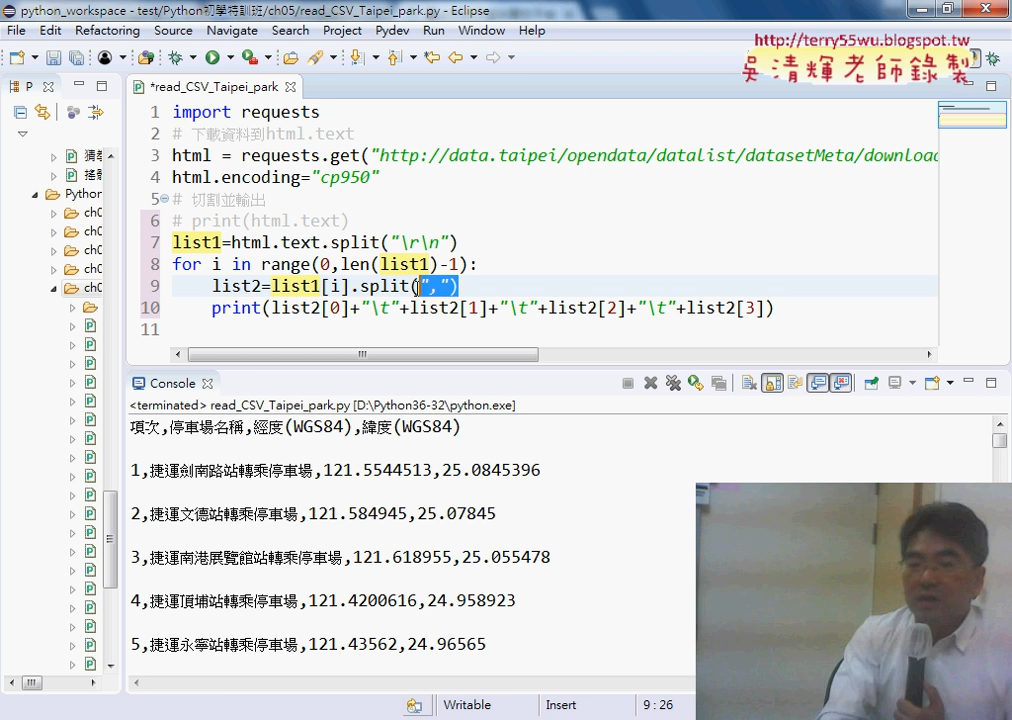 python_workspace - test/Python初學特訓班/ch05/read_CSV_Taipei_park.py - Eclipse
File Edit Refactoring Source Navigate Search Project Pydev Run Window Help
http://terry55wu.blogspot.tw
吳清輝老師錄製
P
*read_CSV_Taipei_park
Python
ch0
ch0
ch0
ch0
ch0
1 import requests
2 # 下載資料到html.text
3 html = requests.get("http://data.taipei/opendata/datalist/datasetMeta/download
4 html.encoding="cp950"
5 # 切割並輸出
6 # print(html.text)
7 list1=html.text.split("\r\n")
8 for i in range(0,len(list1)-1):
9 list2=list1[i].split(",")
10 print(list2[0]+"\t"+list2[1]+"\t"+list2[2]+"\t"+list2[3])
11
Console
<terminated> read_CSV_Taipei_park.py [D:\Python36-32\python.exe]
項次,停車場名稱,經度(WGS84),緯度(WGS84)
1,捷運劍南路站轉乘停車場,121.5544513,25.0845396
2,捷運文德站轉乘停車場,121.584945,25.07845
3,捷運南港展覽館站轉乘停車場,121.618955,25.055478
4,捷運頂埔站轉乘停車場,121.4200616,24.958923
5,捷運永寧站轉乘停車場,121.43562,24.96565
Writable Insert 9:26